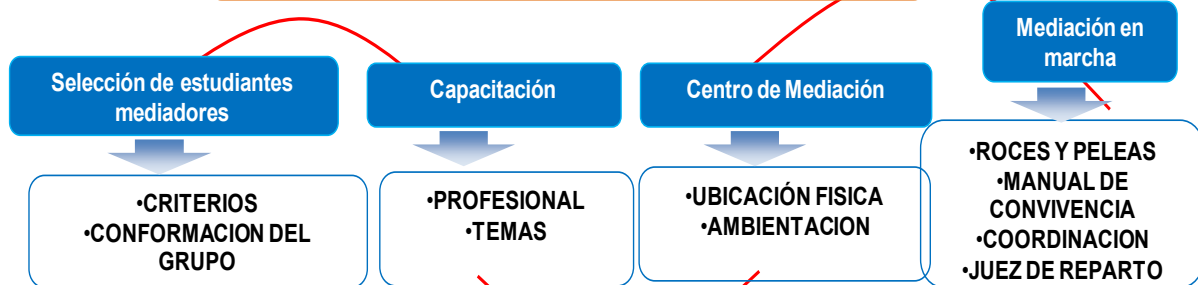 Selección de estudiantes
mediadores
•CRITERIOS
•CONFORMACION DEL
GRUPO
Capacitación
•PROFESIONAL
•TEMAS
Centro de Mediación
•UBICACIÓN FISICA
•AMBIENTACION
Mediación en
marcha
•ROCES Y PELEAS
•MANUAL DE
CONVIVENCIA
•COORDINACION
•JUEZ DE REPARTO